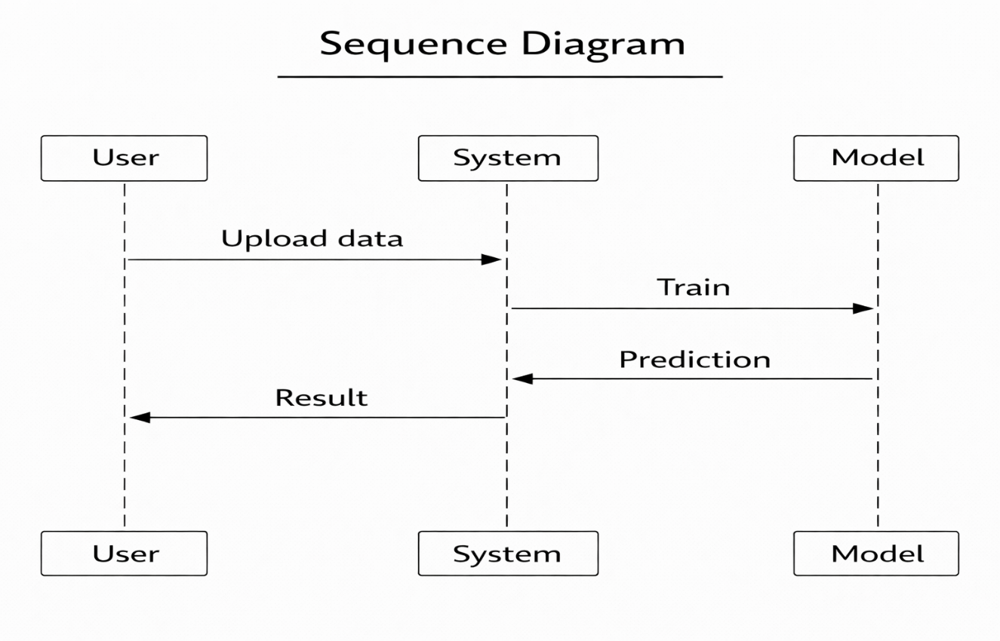 Sequence Diagram
User
System
Model
Upload data
Train
Prediction
Result
User
System
Model